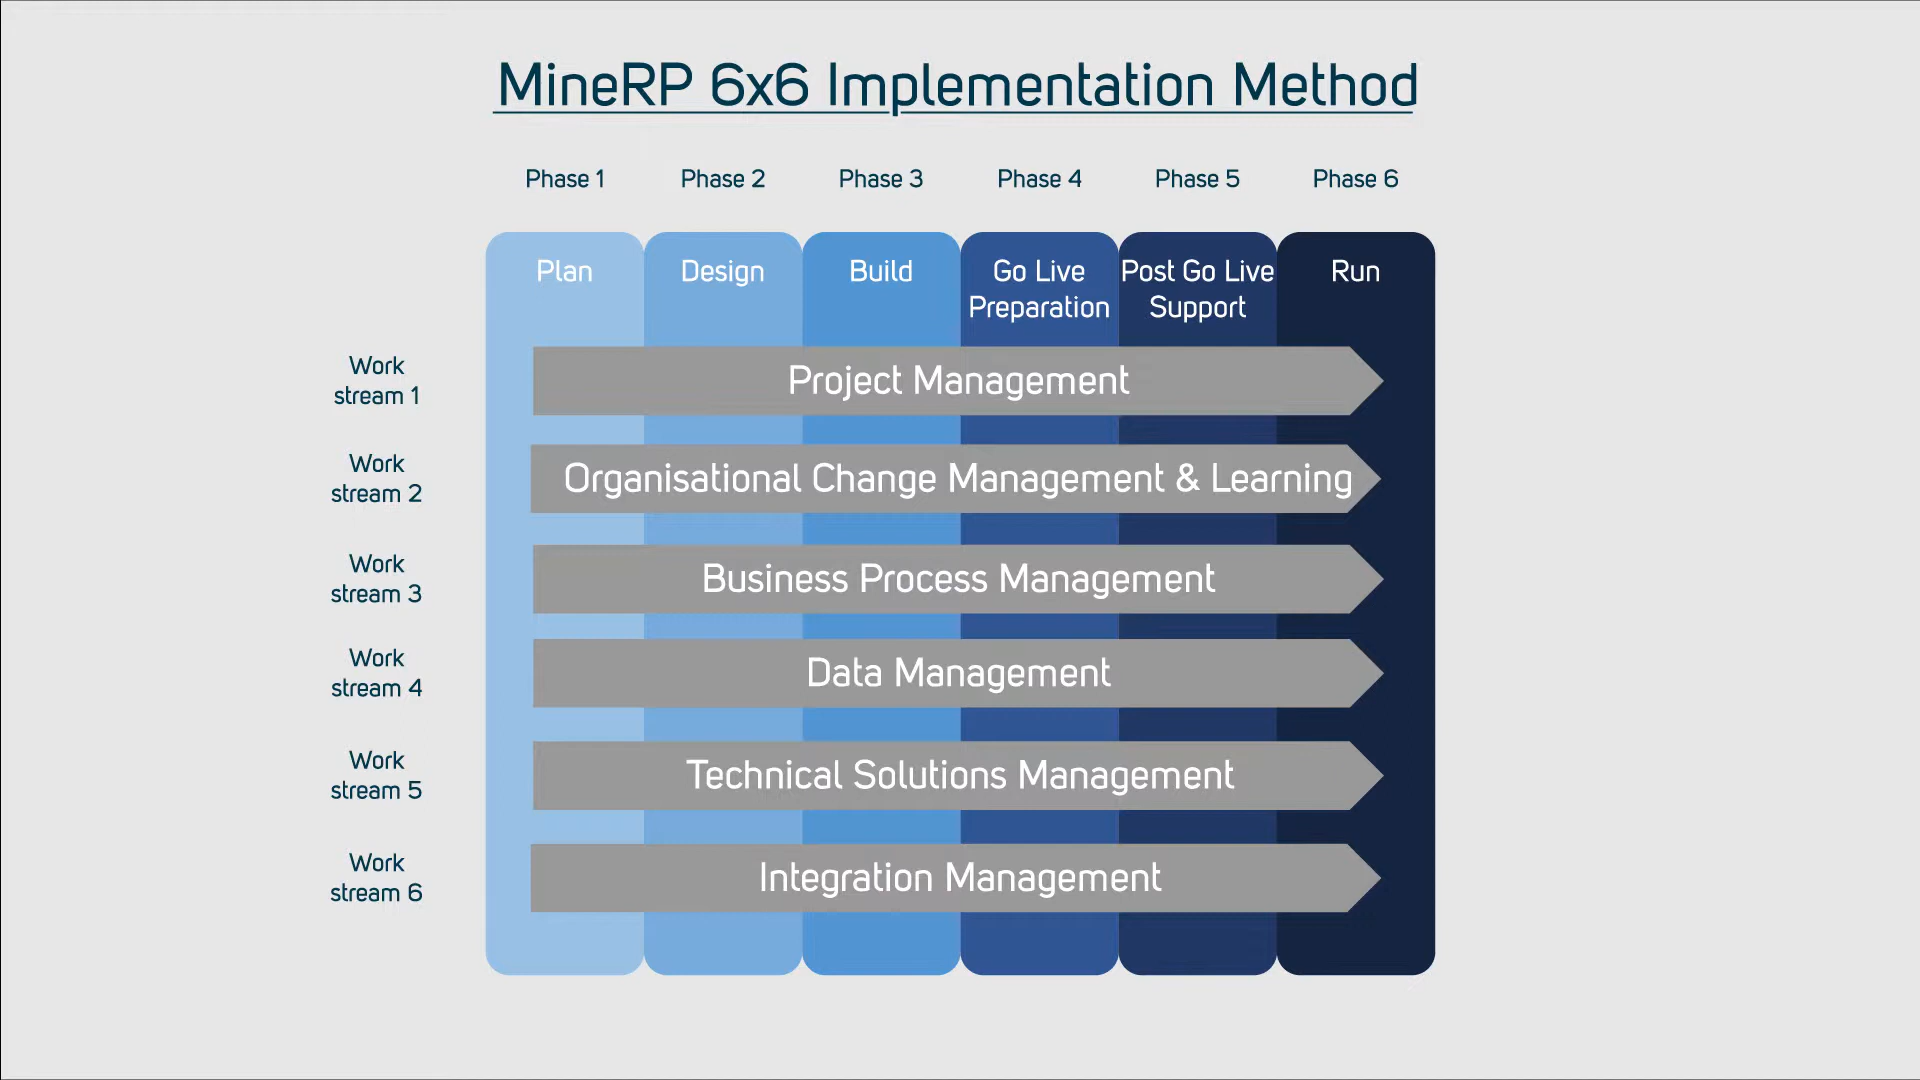 MineRP 6x6 Implementation Method
Phase 1
Phase 2
Phase 3
Phase 4
Phase 5
Phase 6
Plan
Design
Build
Go Live
Preparation
Post Go Live
Support
Run
Work
stream 1
Project Management
Work
stream 2
Organisational Change Management & Learning
Work
stream 3
Business Process Management
Work
stream 4
Data Management
Work
stream 5
Technical Solutions Management
Work
stream 6
Integration Management